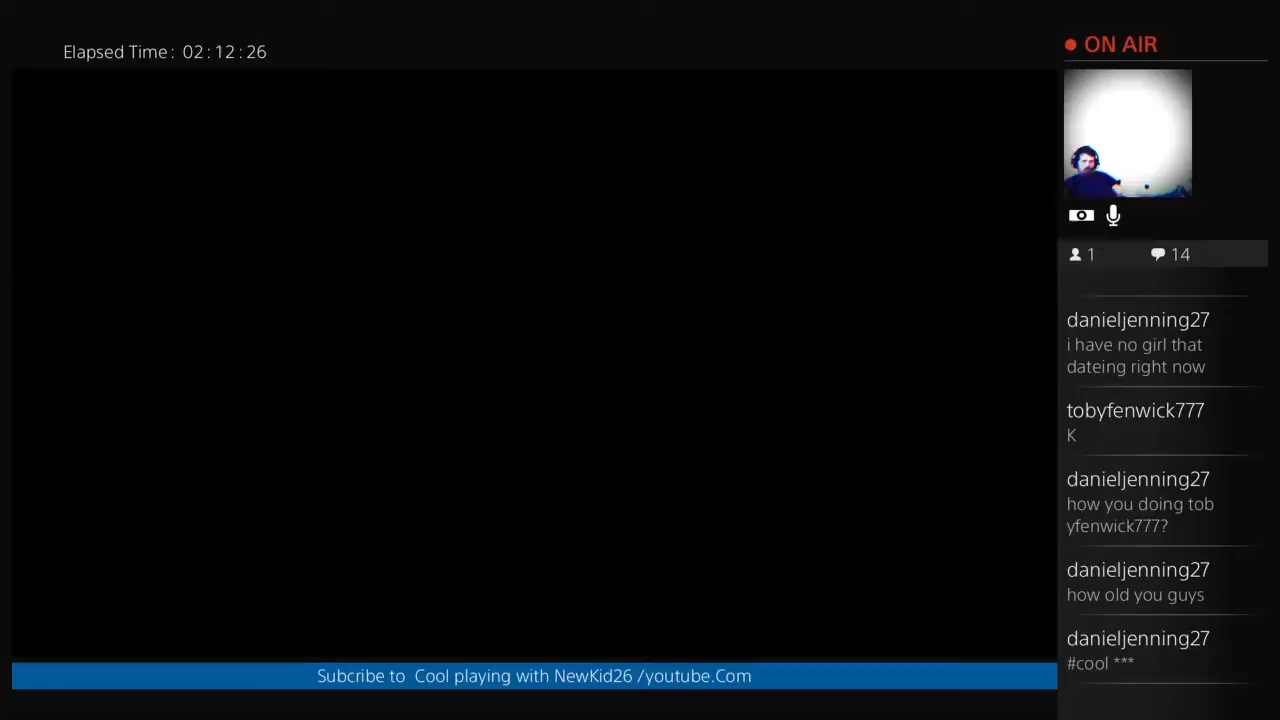 Elapsed Time: 02:12:26
ON AIR
1 14
danieljenning27
i have no girl that
dateing right now
tobyfenwick777
K
danieljenning27
how you doing tob
yfenwick777?
danieljenning27
how old you guys
danieljenning27
#cool ***
Subcribe to Cool playing with NewKid26 /youtube.Com